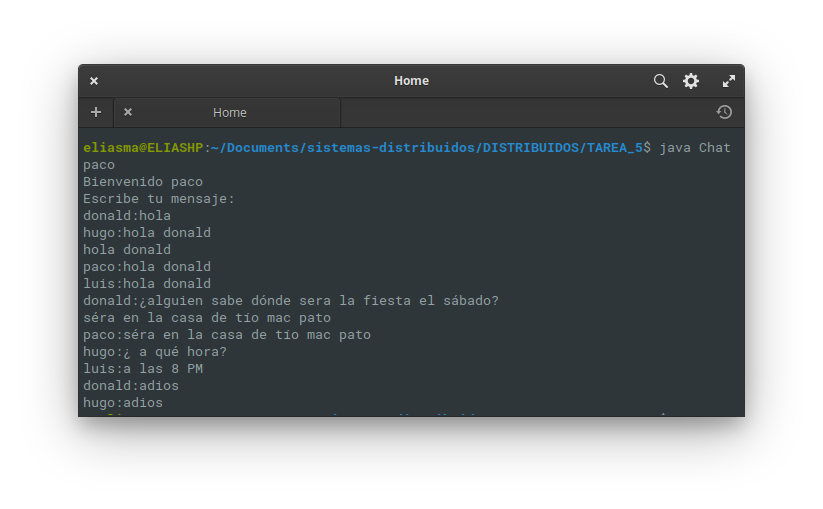 Home
Home
eliasma@ELIASHP:~/Documents/sistemas-distribuidos/DISTRIBUIDOS/TAREA_5$ java Chat
paco
Bienvenido paco
Escribe tu mensaje:
donald:hola
hugo:hola donald
hola donald
paco:hola donald
luis:hola donald
donald:¿alguien sabe dónde sera la fiesta el sábado?
séra en la casa de tío mac pato
paco:séra en la casa de tío mac pato
hugo:¿ a qué hora?
luis:a las 8 PM
donald:adios
hugo:adios